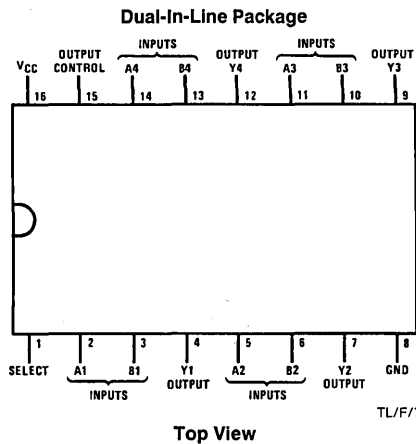 Dual-In-Line Package
INPUTS INPUTS
OUTPUT OUTPUT OUTPUT
VCC CONTROL A4 B4 Y4 A3 B3 Y3
16 15 14 13 12 11 10 9
1 2 3 4 5 6 7 8
SELECT A1 B1 Y1 A2 B2 Y2 GND
OUTPUT OUTPUT
INPUTS INPUTS
TL/F/
Top View